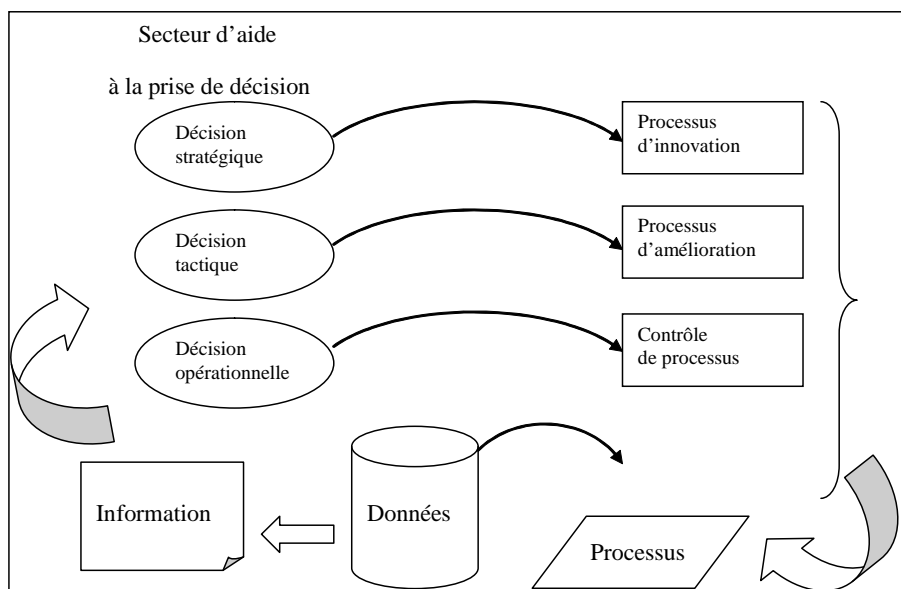 Secteur d'aide
à la prise de décision
Décision
stratégique
Processus
d'innovation
Décision
tactique
Processus
d'amélioration
Décision
opérationnelle
Contrôle
de processus
Information
Données
Processus